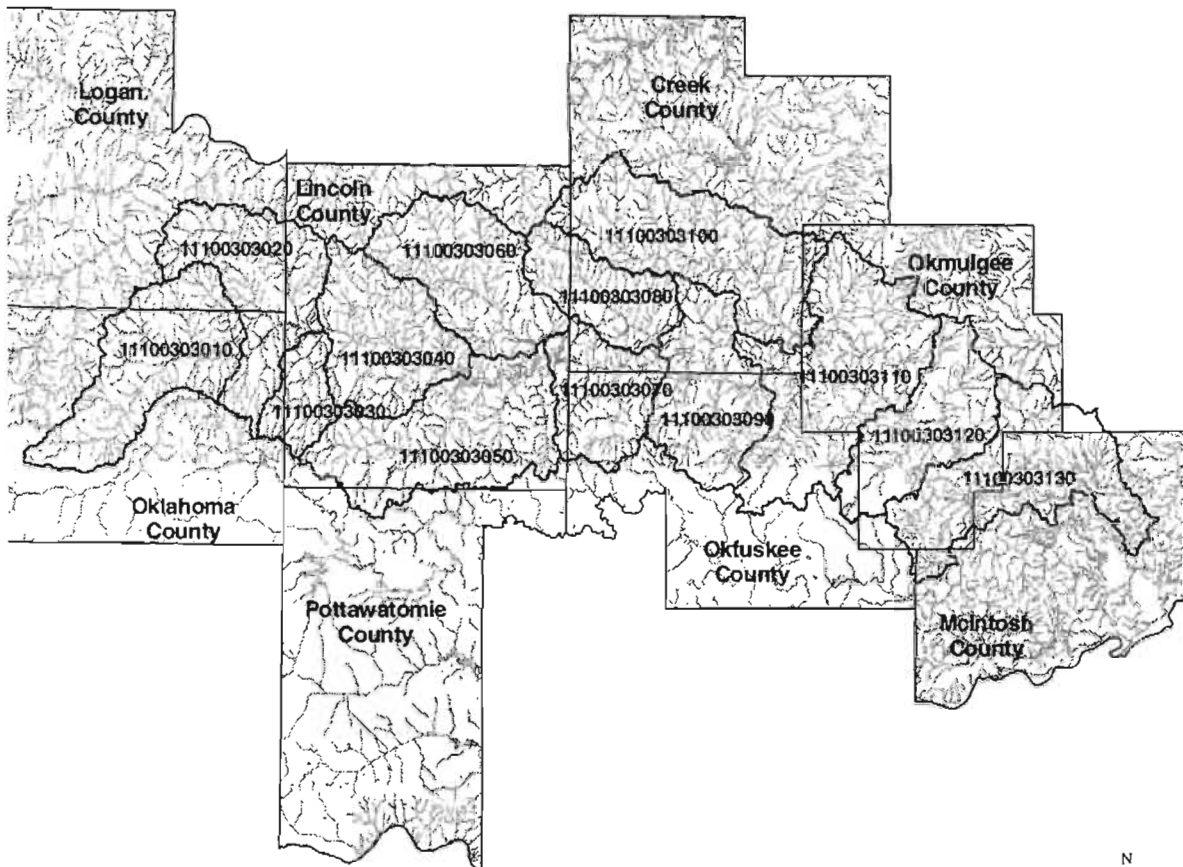 Logan
County
Creek
County
Lincoln
County
11100303020
11100303060
11100303100
Okmulgee
County
11100303080
11100303010
11100303040
11100303110
11100303070
11100303030
11100303090
11100303120
11100303050
11100303130
Oklahoma
County
Okfuskee
County
Pottawatomie
County
McIntosh
County
N